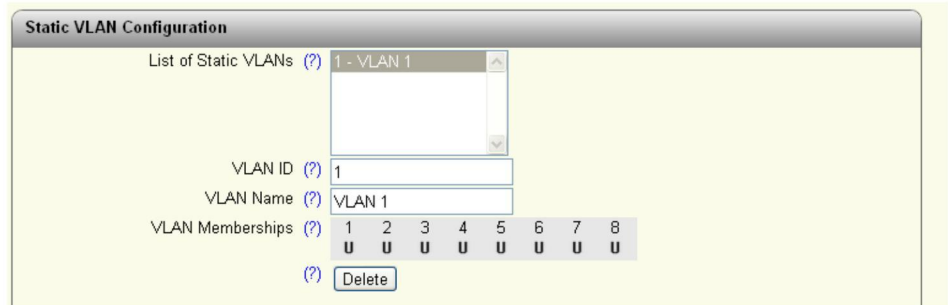 Static VLAN Configuration
List of Static VLANs (?) 1 - VLAN 1
VLAN ID (?) 1
VLAN Name (?) VLAN 1
VLAN Memberships (?) 1 2 3 4 5 6 7 8
U U U U U U U U
(?) Delete